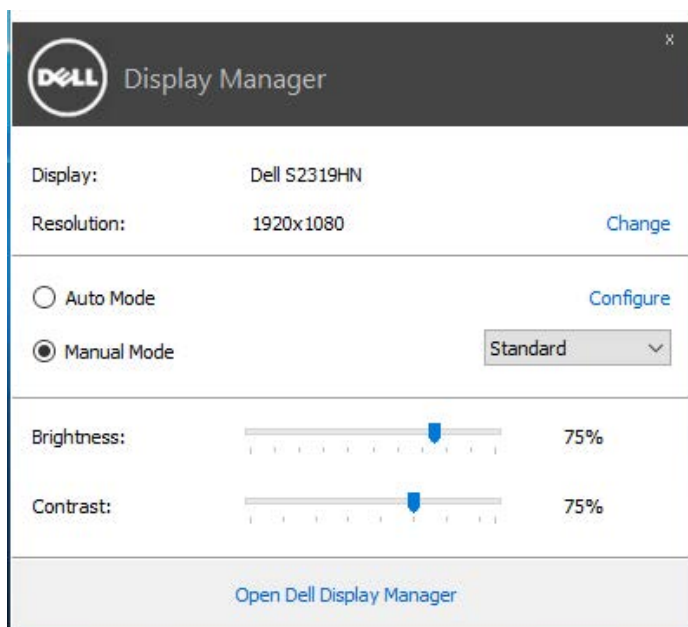 x
DELL Display Manager
Display: Dell S2319HN
Resolution: 1920x1080 Change
Auto Mode Configure
Manual Mode Standard
Brightness: 75%
Contrast: 75%
Open Dell Display Manager